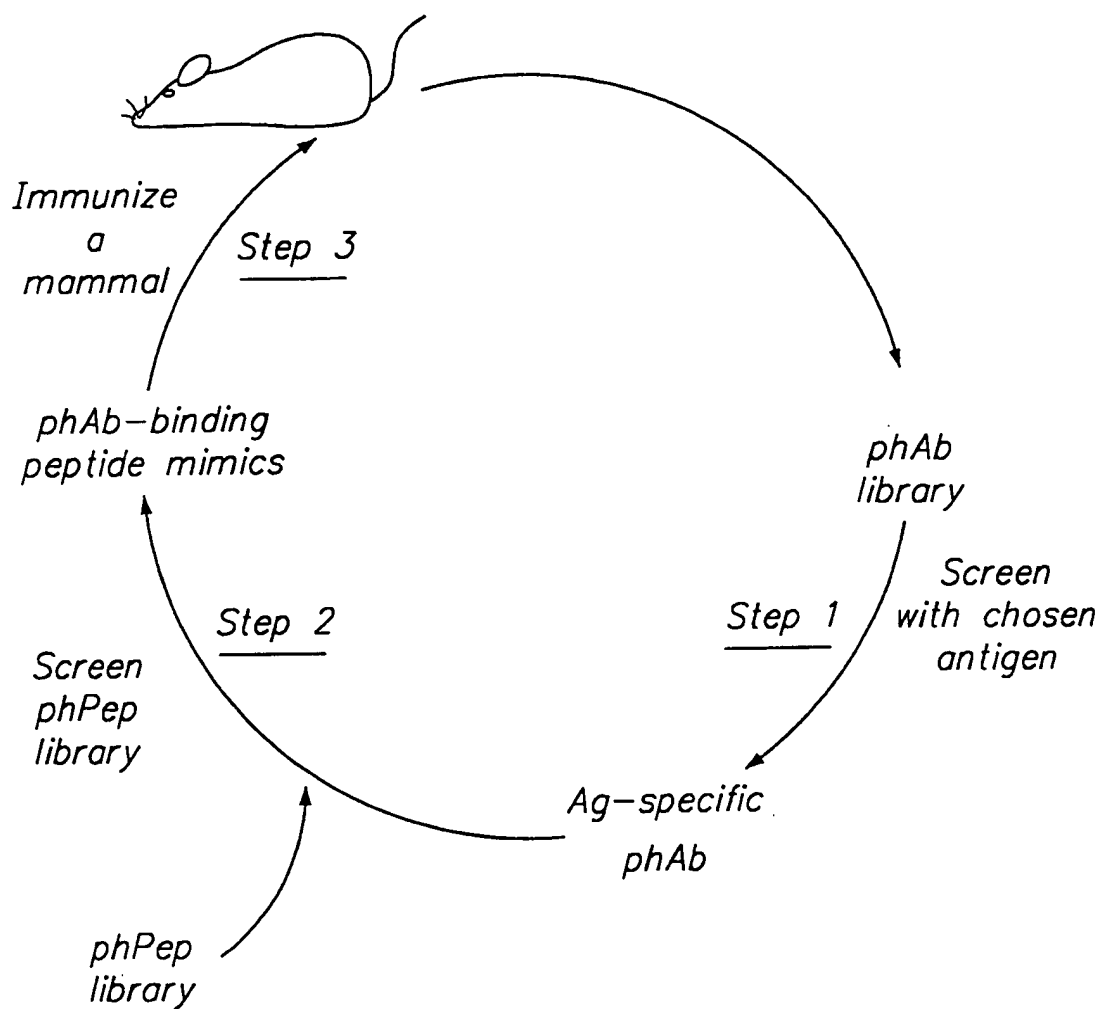 Immunize
a
mammal
Step 3
phAb-binding
peptide mimics
phAb
library
Screen
with chosen
antigen
Step 1
Step 2
Screen
phPep
library
Ag-specific
phAb
phPep
library